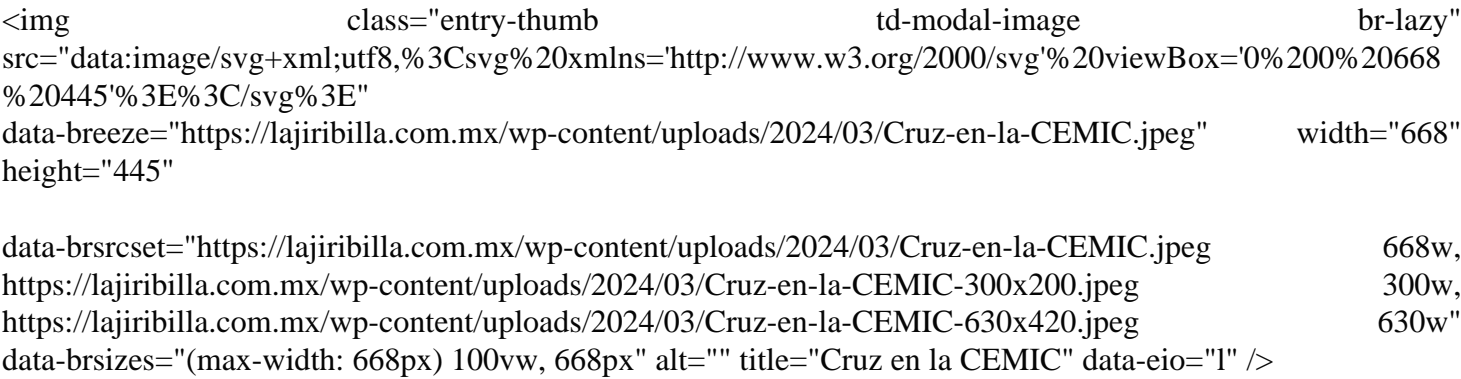 <img class="entry-thumb td-modal-image br-lazy"
src="data:image/svg+xml;utf8,%3Csvg%20xmlns='http://www.w3.org/2000/svg'%20viewBox='0%200%20668
%20445'%3E%3C/svg%3E"
data-breeze="https://lajiribilla.com.mx/wp-content/uploads/2024/03/Cruz-en-la-CEMIC.jpeg" width="668"
height="445"
data-brsrcset="https://lajiribilla.com.mx/wp-content/uploads/2024/03/Cruz-en-la-CEMIC.jpeg 668w,
https://lajiribilla.com.mx/wp-content/uploads/2024/03/Cruz-en-la-CEMIC-300x200.jpeg 300w,
https://lajiribilla.com.mx/wp-content/uploads/2024/03/Cruz-en-la-CEMIC-630x420.jpeg 630w"
data-brsizes="(max-width: 668px) 100vw, 668px" alt="" title="Cruz en la CEMIC" data-eio="l" />